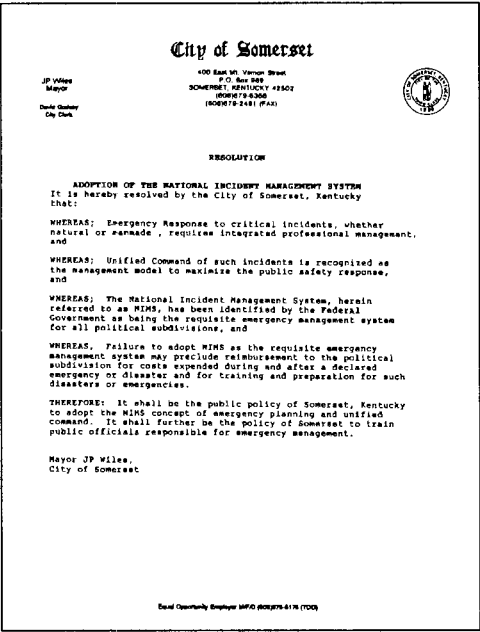 City of Somerset
400 East Mt. Vernon Street
P.O. Box 989
SOMERSET, KENTUCKY 42502
(606)679-6366
(606)679-2481 (FAX)
JP Wiles
Mayor
David Godsey
City Clerk
RESOLUTION
ADOPTION OF THE NATIONAL INCIDENT MANAGEMENT SYSTEM
It is hereby resolved by the City of Somerset, Kentucky
that:
WHEREAS; Emergency Response to critical incidents, whether
natural or manmade , requires integrated professional management,
and
WHEREAS; Unified Command of such incidents is recognized as
the management model to maximize the public safety response,
and
WHEREAS; The National Incident Management System, herein
referred to as NIMS, has been identified by the Federal
Government as being the requisite emergency management system
for all political subdivisions, and
WHEREAS, Failure to adopt NIMS as the requisite emergency
management system may preclude reimbursement to the political
subdivision for costs expended during and after a declared
emergency or disaster and for training and preparation for such
disasters or emergencies.
THEREFORE: It shall be the public policy of Somerset, Kentucky
to adopt the NIMS concept of emergency planning and unified
command. It shall further be the policy of Somerset to train
public officials responsible for emergency management.
Mayor JP Wiles,
City of Somerset
Equal Opportunity Employer M/F/D (606)679-6176 (TDD)